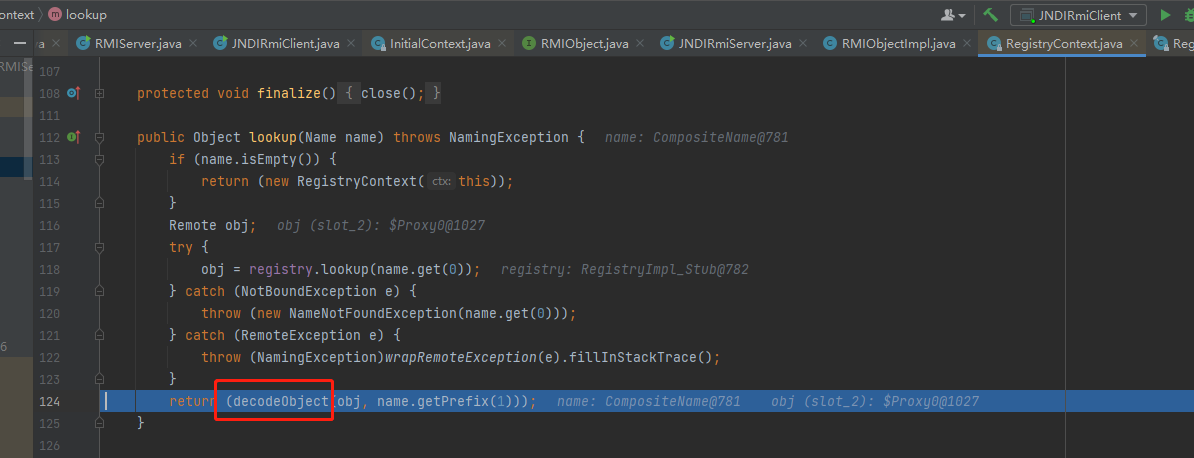 ontext lookup JNDIRmiClient
va RMIServer.java JNDIRmiClient.java InitialContext.java RMIObject.java JNDIRmiServer.java RMIObjectImpl.java RegistryContext.java Reg
RMISe
107
108 protected void finalize() { close(); }
111
112 public Object lookup(Name name) throws NamingException { name: CompositeName@781
113 if (name.isEmpty()) {
114 return (new RegistryContext( ctx: this));
115 }
116 Remote obj; obj (slot_2): $Proxy0@1027
117 try {
118 obj = registry.lookup(name.get(0)); registry: RegistryImpl_Stub@782
119 } catch (NotBoundException e) {
120 throw (new NameNotFoundException(name.get(0)));
121 } catch (RemoteException e) {
122 throw (NamingException)wrapRemoteException(e).fillInStackTrace();
6
123 }
124 return (decodeObject(obj, name.getPrefix(1))); name: CompositeName@781 obj (slot_2): $Proxy0@1027
125 }
126